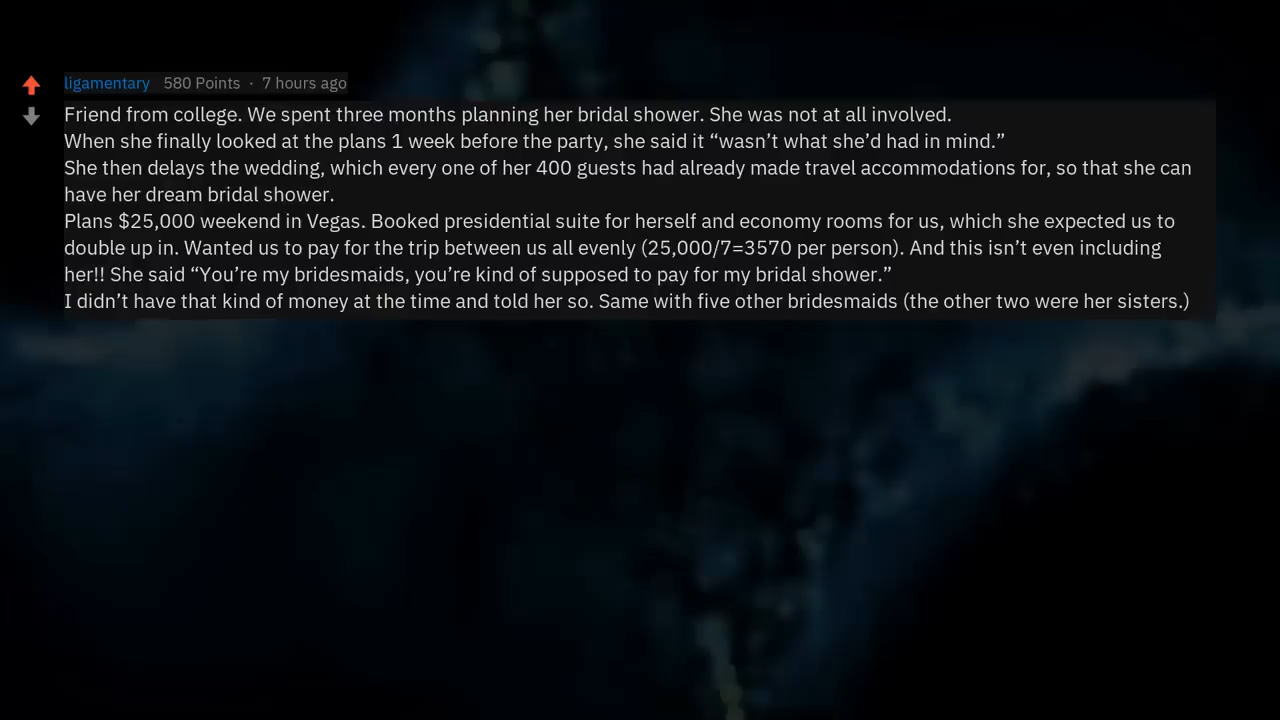 ligamentary 580 Points · 7 hours ago
Friend from college. We spent three months planning her bridal shower. She was not at all involved.
When she finally looked at the plans 1 week before the party, she said it “wasn’t what she’d had in mind.”
She then delays the wedding, which every one of her 400 guests had already made travel accommodations for, so that she can
have her dream bridal shower.
Plans $25,000 weekend in Vegas. Booked presidential suite for herself and economy rooms for us, which she expected us to
double up in. Wanted us to pay for the trip between us all evenly (25,000/7=3570 per person). And this isn’t even including
her!! She said “You’re my bridesmaids, you’re kind of supposed to pay for my bridal shower.”
I didn’t have that kind of money at the time and told her so. Same with five other bridesmaids (the other two were her sisters.)